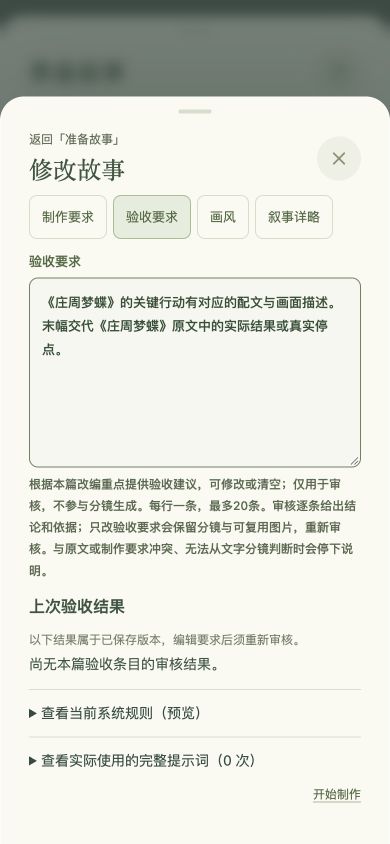 返回「准备故事」
修改故事
制作要求 验收要求 画风 叙事详略
验收要求
《庄周梦蝶》的关键行动有对应的配文与画面描述。
末幅交代《庄周梦蝶》原文中的实际结果或真实停
点。
根据本篇改编重点提供验收建议，可修改或清空；仅用于审
核，不参与分镜生成。每行一条，最多20条。审核逐条给出结
论和依据；只改验收要求会保留分镜与可复用图片，重新审
核。与原文或制作要求冲突、无法从文字分镜判断时会停下说
明。
上次验收结果
以下结果属于已保存版本，编辑要求后须重新审核。
尚无本篇验收条目的审核结果。
查看当前系统规则（预览）
查看实际使用的完整提示词（0 次）
开始制作